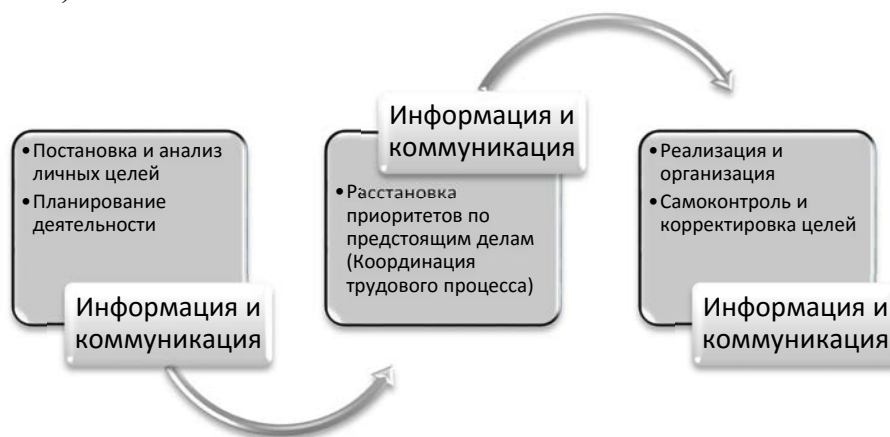 •Постановка и анализ
личных целей
•Планирование
деятельности
Информация и
коммуникация
Информация и
коммуникация
•Расстановка
приоритетов по
предстоящим делам
(Координация
трудового процесса)
•Реализация и
организация
•Самоконтроль и
корректировка целей
Информация и
коммуникация